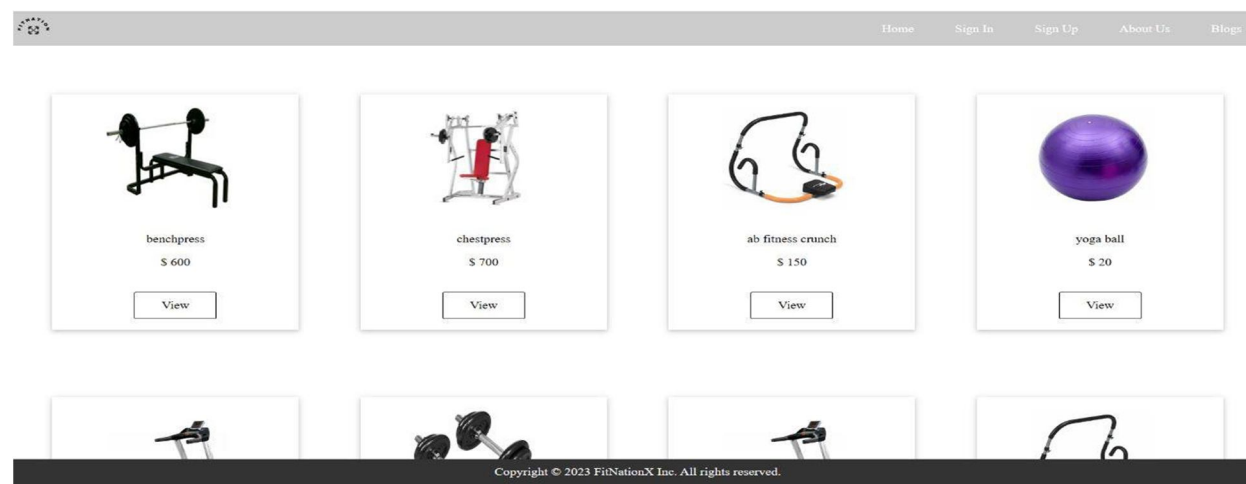 FITNATION
Home Sign In Sign Up About Us Blogs
benchpress chestpress ab fitness crunch yoga ball
$ 600 $ 700 $ 150 $ 20
View View View View
Copyright © 2023 FitNationX Inc. All rights reserved.